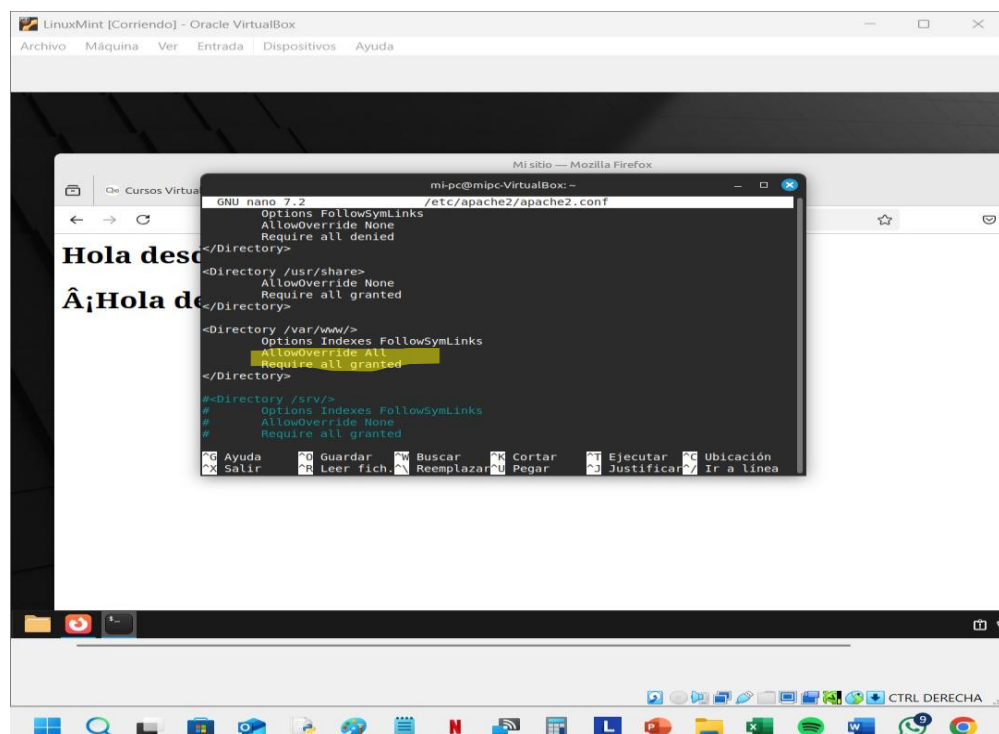 LinuxMint [Corriendo] - Oracle VirtualBox
Archivo Máquina Ver Entrada Dispositivos Ayuda
Mi sitio — Mozilla Firefox
Cursos Virtua
mi-pc@mipc-VirtualBox: ~
GNU nano 7.2 /etc/apache2/apache2.conf
Options FollowSymLinks
AllowOverride None
Require all denied
</Directory>
Hola desd
<Directory /usr/share>
AllowOverride None
Require all granted
</Directory>
Â¡Hola de
<Directory /var/www/>
Options Indexes FollowSymLinks
AllowOverride All
Require all granted
</Directory>
#<Directory /srv/>
# Options Indexes FollowSymLinks
# AllowOverride None
# Require all granted
^G Ayuda ^O Guardar ^W Buscar ^K Cortar ^T Ejecutar ^C Ubicación
^X Salir ^R Leer fich. ^\ Reemplazar ^U Pegar ^J Justificar ^/ Ir a línea
CTRL DERECHA
9